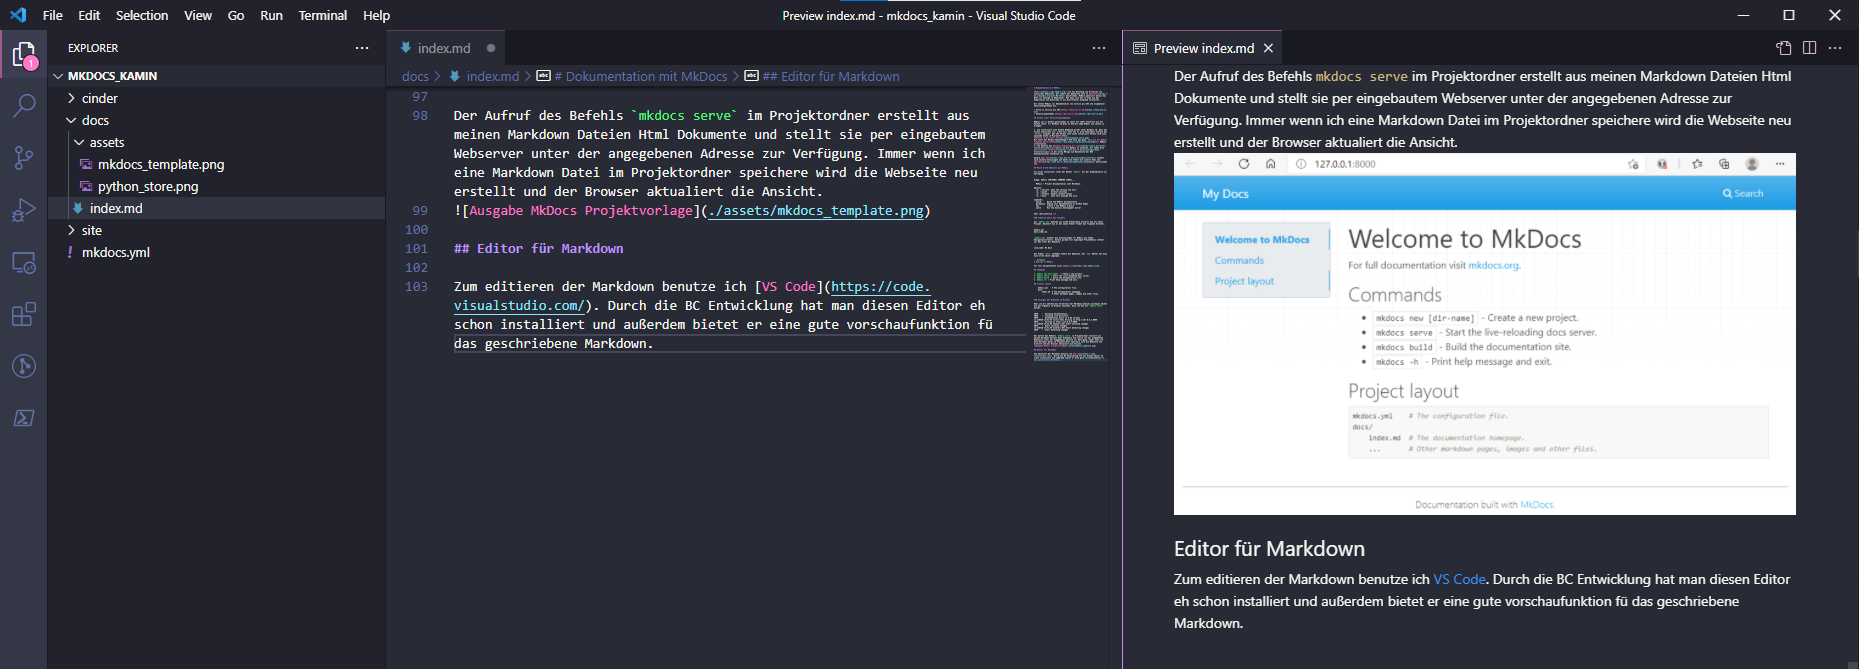 File Edit Selection View Go Run Terminal Help
Preview index.md - mkdocs_kamin - Visual Studio Code
EXPLORER
1
MKDOCS_KAMIN
cinder
docs
assets
mkdocs_template.png
python_store.png
index.md
site
mkdocs.yml
index.md
docs > index.md > # Dokumentation mit MkDocs > ## Editor für Markdown
97
98 Der Aufruf des Befehls `mkdocs serve` im Projektordner erstellt aus
meinen Markdown Dateien Html Dokumente und stellt sie per eingebautem
Webserver unter der angegebenen Adresse zur Verfügung. Immer wenn ich
eine Markdown Datei im Projektordner speichere wird die Webseite neu
erstellt und der Browser aktualiert die Ansicht.
99 ![Ausgabe MkDocs Projektvorlage](./assets/mkdocs_template.png)
100
101 ## Editor für Markdown
102
103 Zum editieren der Markdown benutze ich [VS Code](https://code.
visualstudio.com/). Durch die BC Entwicklung hat man diesen Editor eh
schon installiert und außerdem bietet er eine gute vorschaufunktion fü
das geschriebene Markdown.
Preview index.md
Der Aufruf des Befehls mkdocs serve im Projektordner erstellt aus meinen Markdown Dateien Html
Dokumente und stellt sie per eingebautem Webserver unter der angegebenen Adresse zur
Verfügung. Immer wenn ich eine Markdown Datei im Projektordner speichere wird die Webseite neu
erstellt und der Browser aktualiert die Ansicht.
127.0.0.1:8000
My Docs
Search
Welcome to MkDocs
Commands
Project layout
Welcome to MkDocs
For full documentation visit mkdocs.org.
Commands
mkdocs new [dir-name] - Create a new project.
mkdocs serve - Start the live-reloading docs server.
mkdocs build - Build the documentation site.
mkdocs -h - Print help message and exit.
Project layout
mkdocs.yml # The configuration file.
docs/
index.md # The documentation homepage.
... # Other markdown pages, images and other files.
Documentation built with MkDocs.
Editor für Markdown
Zum editieren der Markdown benutze ich VS Code. Durch die BC Entwicklung hat man diesen Editor
eh schon installiert und außerdem bietet er eine gute vorschaufunktion fü das geschriebene
Markdown.